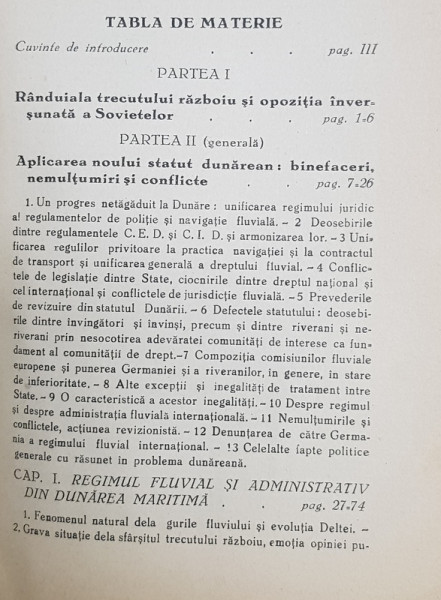 TABLA DE MATERIE
Cuvinte de introducere . . . pag. III
PARTEA I
Rânduiala trecutului războiu și opoziția înver-
șunată a Sovietelor . . . pag. 1-6
PARTEA II (generală)
Aplicarea noului statut dunărean : binefaceri,
nemulțumiri și conflicte . . pag. 7-26
1. Un progres netăgăduit la Dunăre : unificarea regimului juridic
al regulamentelor de poliție și navigație fluvială. – 2 Deosebirile
dintre regulamentele C. E. D. și C. I. D. și armonizarea lor. – 3 Uni-
ficarea regulilor privitoare la practica navigației și la contractul
de transport și unificarea generală a dreptului fluvial. – 4 Conflic-
tele de legislație dintre State, ciocnirile dintre dreptul național și
cel internațional și conflictele de jurisdicție fluvială. – 5 Prevederile
de revizuire din statutul Dunării. – 6 Defectele statutului : deosebi-
rile dintre învingători și învinși, precum și dintre riverani și ne-
riverani prin nesocotirea adevăratei comunități de interese ca fun-
dament al comunității de drept.–7 Compoziția comisiunilor fluviale
europene și punerea Germaniei și a riveranilor, în genere, in stare
de inferioritate. – 8 Alte excepții și inegalități de tratament între
State.– 9 O caracteristică a acestor inegalități. – 10 Despre regimul
și despre administrația fluvială internațională. – 11 Nemulțumirile și
conflictele, acțiunea revizionistă. – 12 Denunțarea de către Germa-
nia a regimului fluvial internațional. – !3 Celelalte fapte politice
generale cu răsunet in problema dunăreană.
CAP. I. REGIMUL FLUVIAL ȘI ADMINISTRATIV
DIN DUNĂREA MARITIMĂ . . pag. 27-74
1. Fenomenul natural dela gurile fluviului și evoluția Deltei. –
2. Grava situație dela sfârșitul trecutului războiu, emoția opiniei pu-